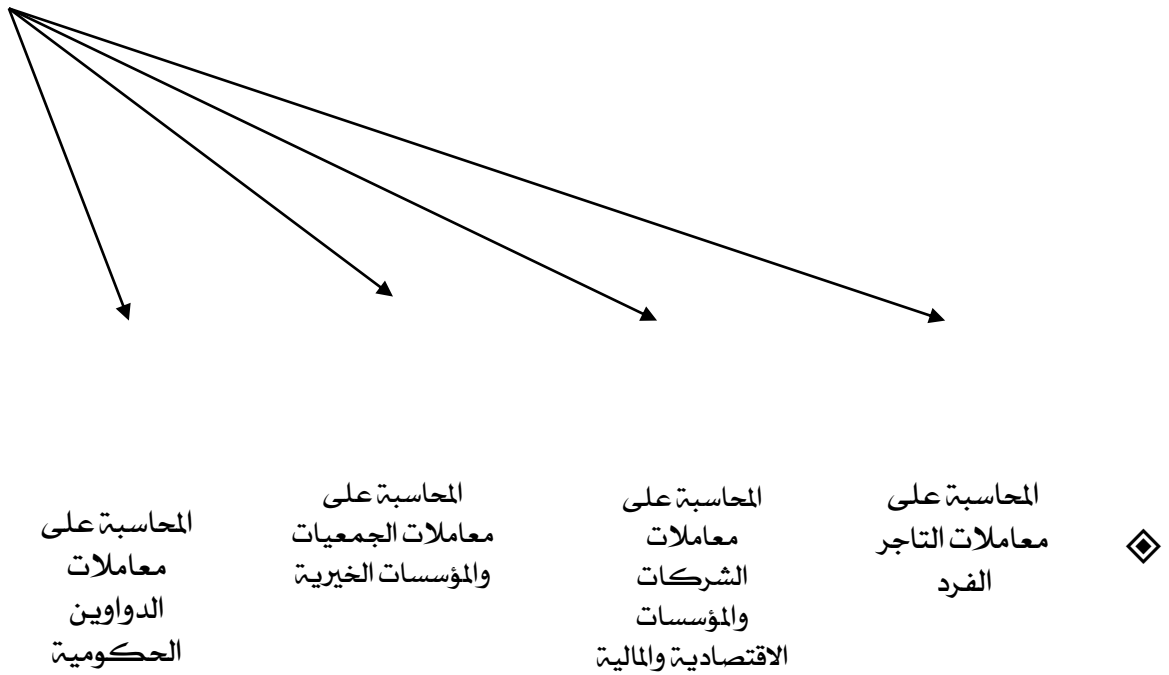 المحاسبة على
معاملات التاجر
الفرد
المحاسبة على
معاملات
الشركات
والمؤسسات
الاقتصادية والمالية
المحاسبة على
معاملات الجمعيات
والمؤسسات الخيرية
المحاسبة على
معاملات
الدواوين
الحكومية